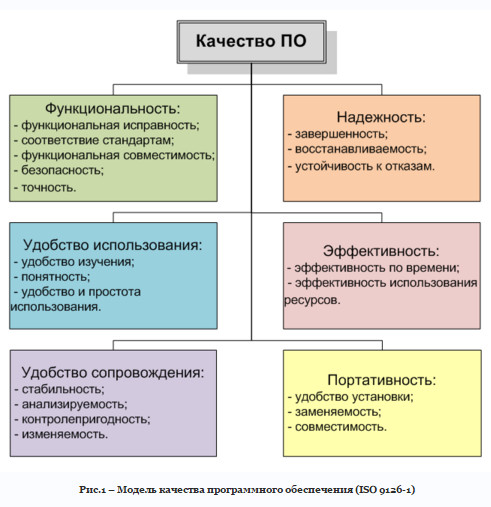 Качество ПО
Функциональность:
- функциональная исправность;
- соответствие стандартам;
- функциональная совместимость;
- безопасность;
- точность.
Надежность:
- завершенность;
- восстанавливаемость;
- устойчивость к отказам.
Удобство использования:
- удобство изучения;
- понятность;
- удобство и простота
использования.
Эффективность:
- эффективность по времени;
- эффективность использования
ресурсов.
Удобство сопровождения:
- стабильность;
- анализируемость;
- контролепригодность;
- изменяемость.
Портативность:
- удобство установки;
- заменяемость;
- совместимость.
Рис.1 – Модель качества программного обеспечения (ISO 9126-1)